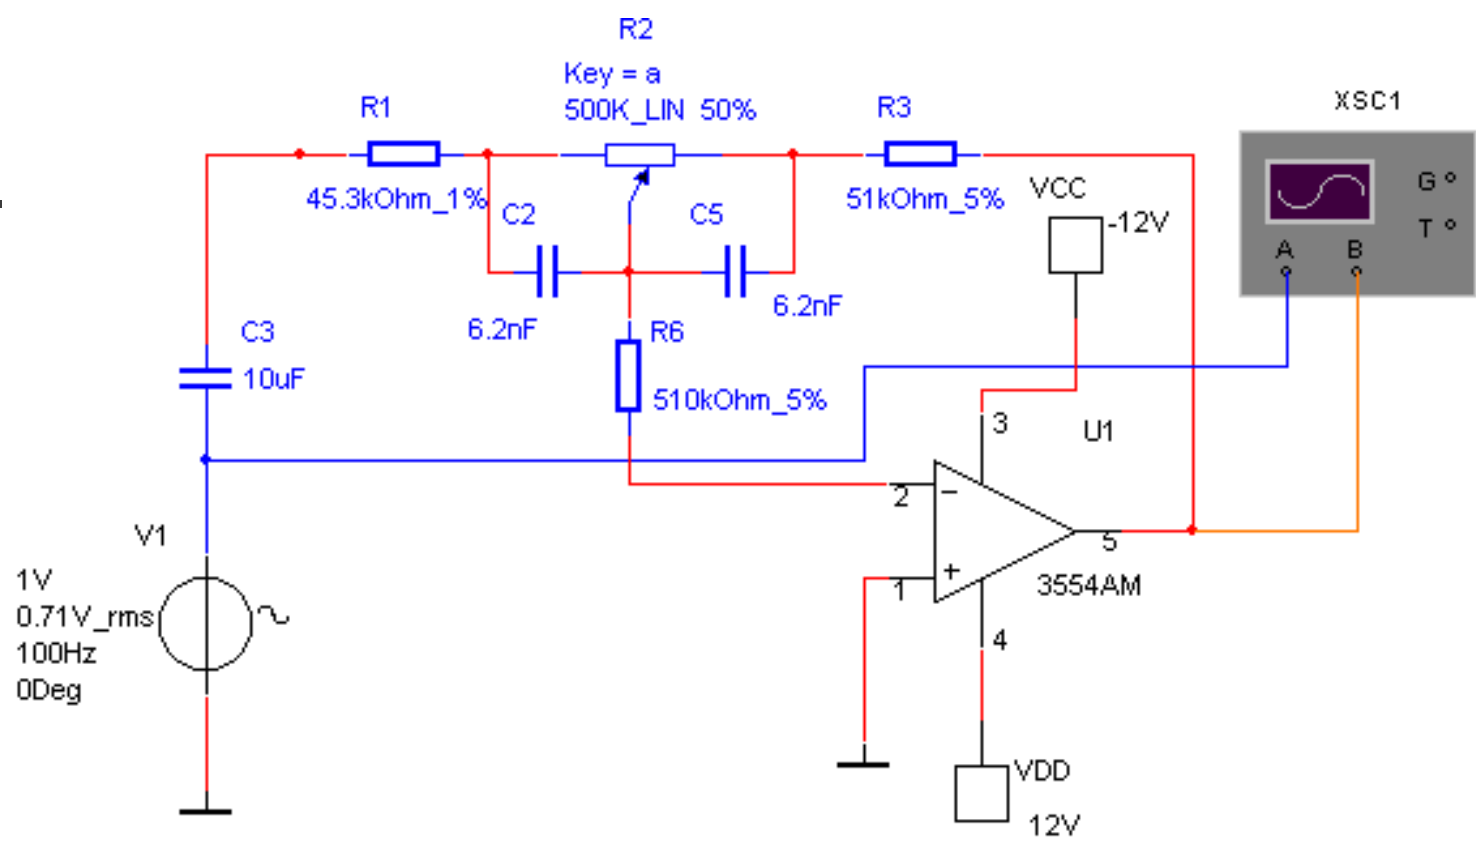 R2
Key = a
500K_LIN 50%
R1
R3
XSC1
45.3kOhm_1%
C2
C5
51kOhm_5%
VCC
-12V
G
T
A
B
6.2nF
6.2nF
C3
10uF
R6
510kOhm_5%
3
U1
2
−
5
+
1
3554AM
4
V1
1V
0.71V_rms
100Hz
0Deg
VDD
12V